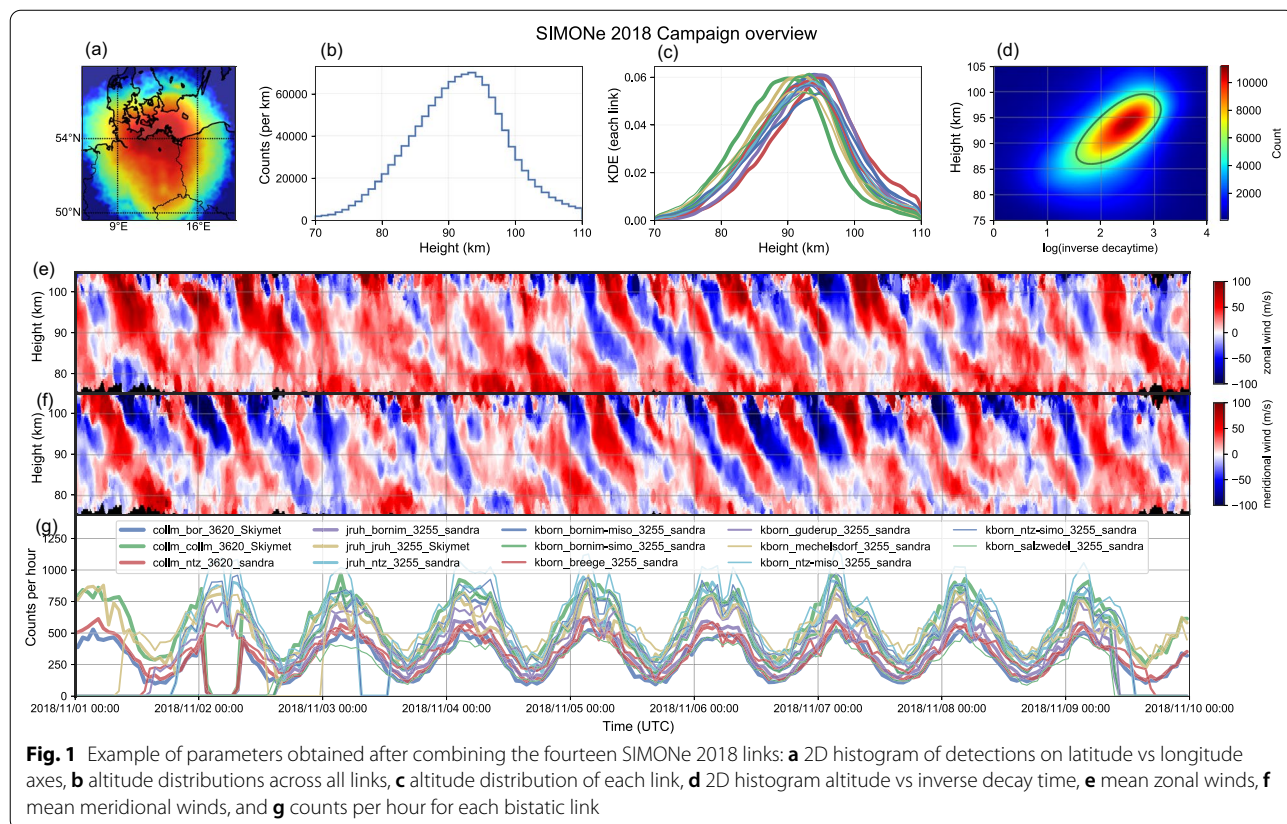 SIMONe 2018 Campaign overview
(a)
54°N
50°N
9°E
16°E
(b)
Counts (per km)
60000
40000
20000
0
70
80
90
100
110
Height (km)
(c)
KDE (each link)
0.06
0.04
0.02
0.00
70
80
90
100
110
Height (km)
(d)
Height (km)
105
100
95
90
85
80
75
0
1
2
3
4
log(inverse decaytime)
10000
8000
6000
4000
2000
Count
(e)
Height (km)
100
90
80
100
50
0
−50
−100
zonal wind (m/s)
(f)
Height (km)
100
90
80
100
50
0
−50
−100
meridional wind (m/s)
(g)
collm_bor_3620_Skiymet
collm_collm_3620_Skiymet
collm_ntz_3620_sandra
jruh_bornim_3255_sandra
jruh_jruh_3255_Skiymet
jruh_ntz_3255_sandra
kborn_bornim-miso_3255_sandra
kborn_bornim-simo_3255_sandra
kborn_breege_3255_sandra
kborn_guderup_3255_sandra
kborn_mechelsdorf_3255_sandra
kborn_ntz-miso_3255_sandra
kborn_ntz-simo_3255_sandra
kborn_salzwedel_3255_sandra
Counts per hour
1250
1000
750
500
250
0
2018/11/01 00:00
2018/11/02 00:00
2018/11/03 00:00
2018/11/04 00:00
2018/11/05 00:00
2018/11/06 00:00
2018/11/07 00:00
2018/11/08 00:00
2018/11/09 00:00
2018/11/10 00:00
Time (UTC)
Fig. 1 Example of parameters obtained after combining the fourteen SIMONe 2018 links: a 2D histogram of detections on latitude vs longitude
axes, b altitude distributions across all links, c altitude distribution of each link, d 2D histogram altitude vs inverse decay time, e mean zonal winds, f
mean meridional winds, and g counts per hour for each bistatic link